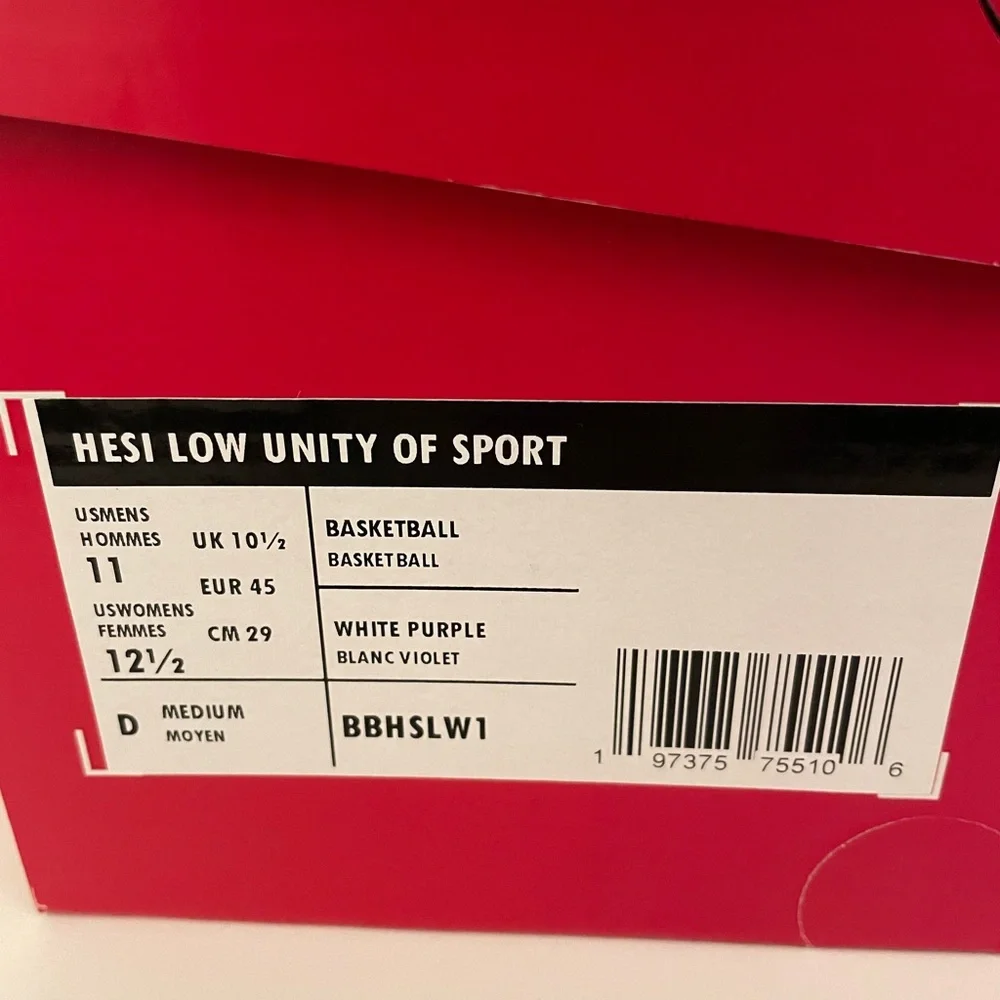 HESI LOW UNITY OF SPORT
USMENS
HOMMES
11
UK 10½
EUR 45
USWOMENS
FEMMES
12½
CM 29
BASKETBALL
BASKETBALL
WHITE PURPLE
BLANC VIOLET
D
MEDIUM
MOYEN
BBHSLW1
1 97375 75510 6